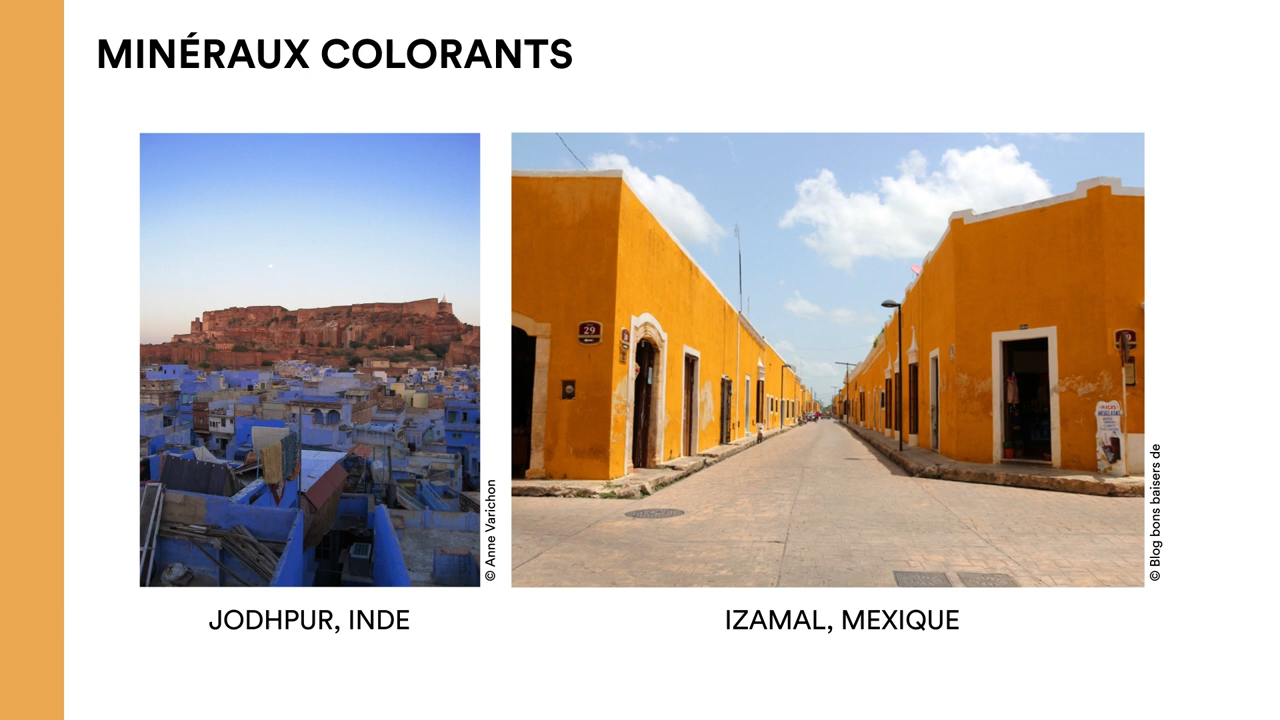 MINÉRAUX COLORANTS
29
© Anne Varichon
© Blog bons baisers de
JODHPUR, INDE
IZAMAL, MEXIQUE